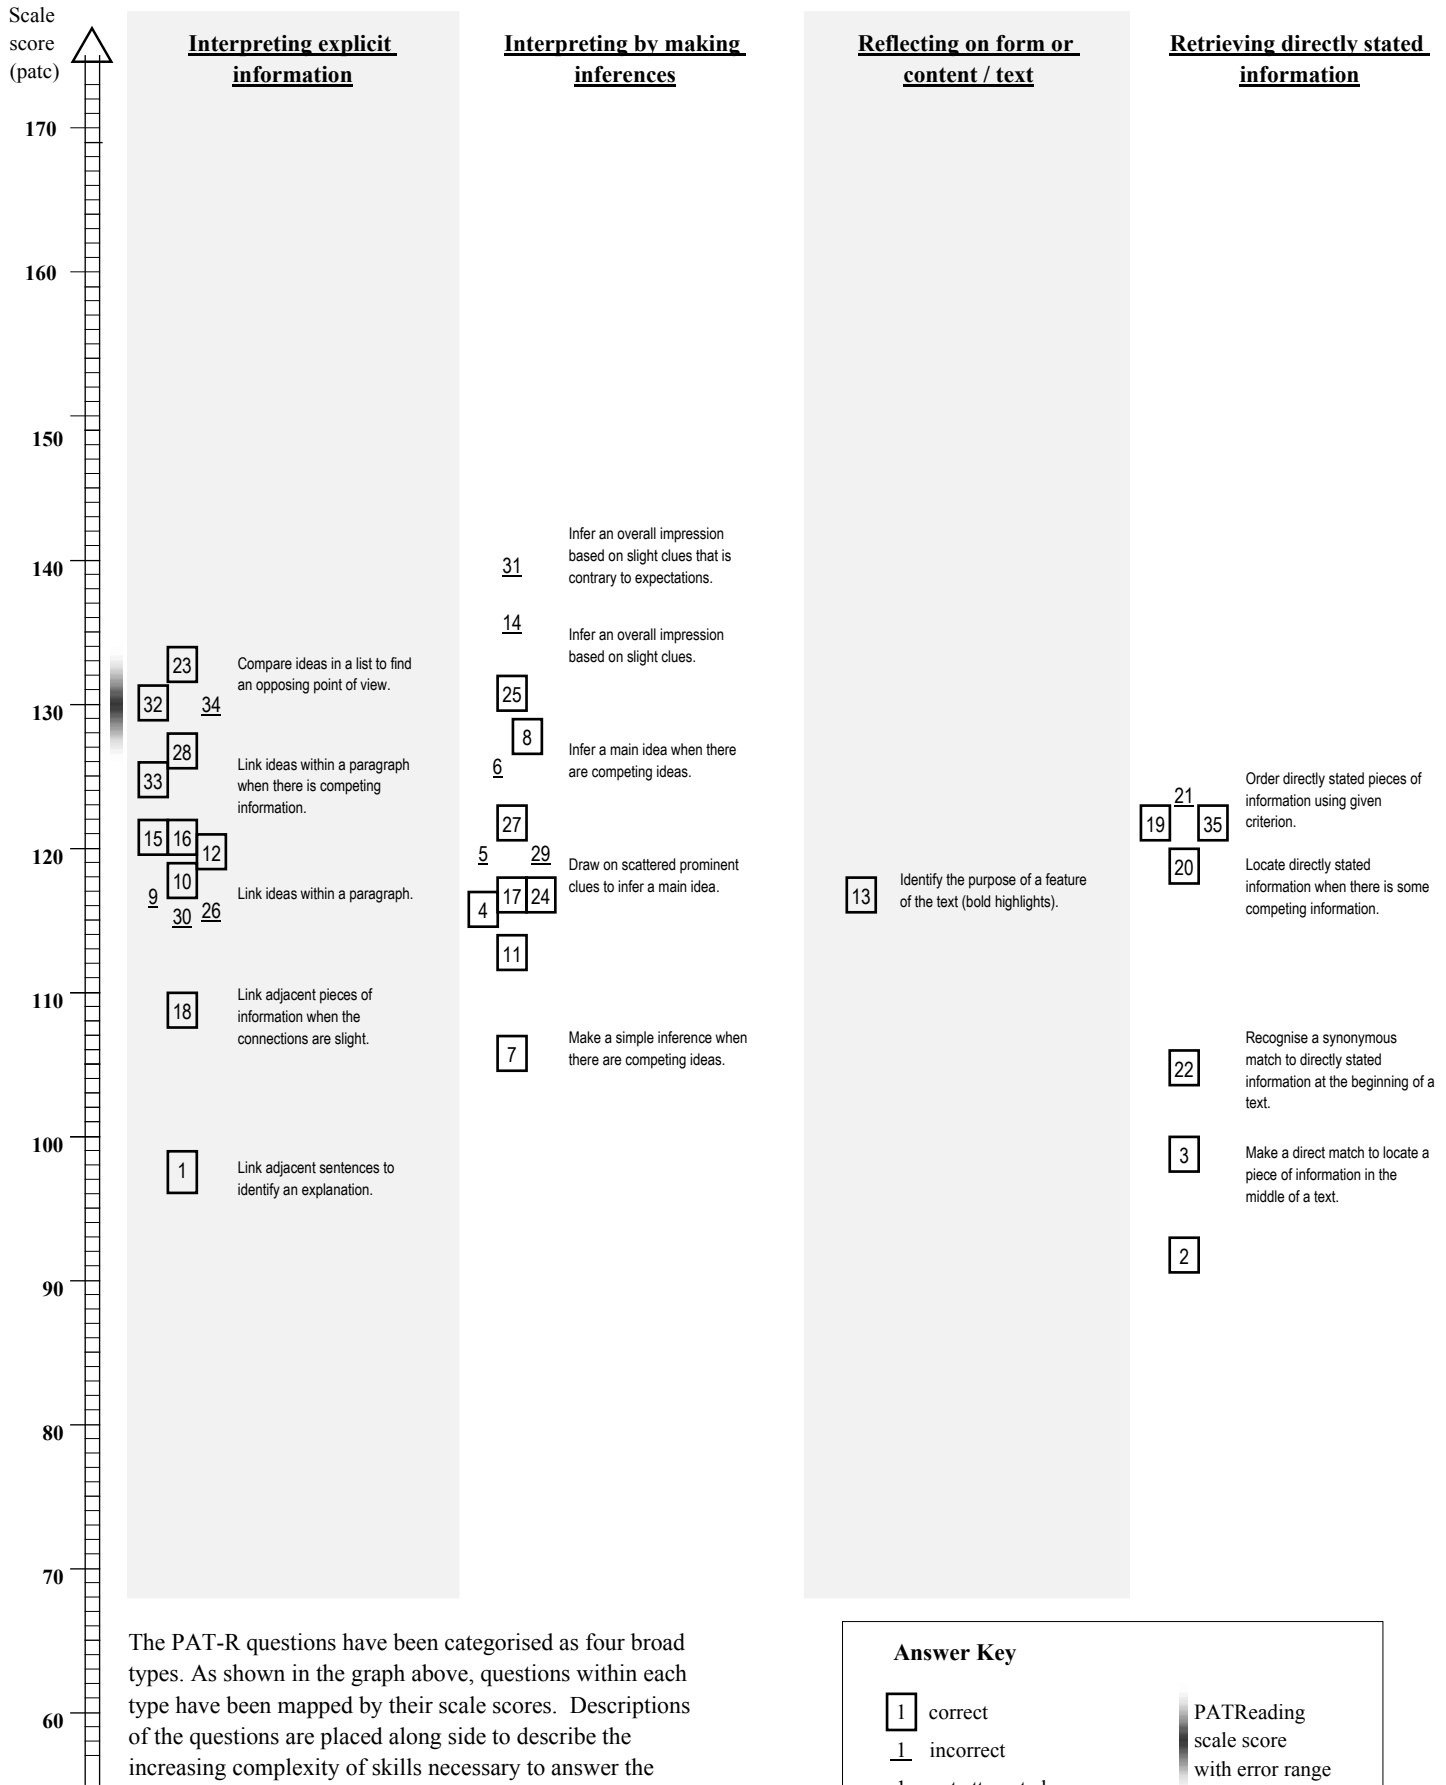 Scale
score
(patc)
Interpreting explicit
information
Interpreting by making
inferences
Reflecting on form or
content / text
Retrieving directly stated
information
170
160
150
140
130
120
110
100
90
80
70
60
23
Compare ideas in a list to find
an opposing point of view.
32
34
28
33
Link ideas within a paragraph
when there is competing
information.
15
16
12
10
9
30
26
Link ideas within a paragraph.
18
Link adjacent pieces of
information when the
connections are slight.
1
Link adjacent sentences to
identify an explanation.
31
Infer an overall impression
based on slight clues that is
contrary to expectations.
14
Infer an overall impression
based on slight clues.
25
8
6
Infer a main idea when there
are competing ideas.
27
5
29
Draw on scattered prominent
clues to infer a main idea.
4
17
24
11
7
Make a simple inference when
there are competing ideas.
13
Identify the purpose of a feature
of the text (bold highlights).
21
19
35
Order directly stated pieces of
information using given
criterion.
20
Locate directly stated
information when there is some
competing information.
22
Recognise a synonymous
match to directly stated
information at the beginning of a
text.
3
Make a direct match to locate a
piece of information in the
middle of a text.
2
The PAT-R questions have been categorised as four broad
types. As shown in the graph above, questions within each
type have been mapped by their scale scores. Descriptions
of the questions are placed along side to describe the
increasing complexity of skills necessary to answer the
Answer Key
1 correct
1 incorrect
PATReading
scale score
with error range